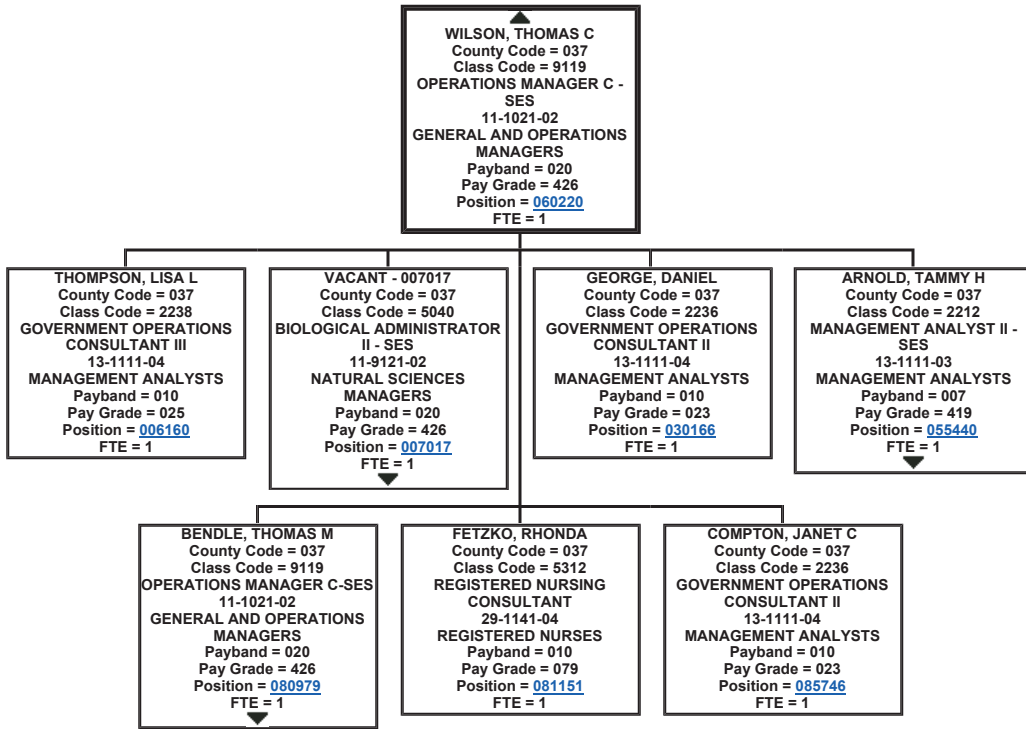 WILSON, THOMAS C
County Code = 037
Class Code = 9119
OPERATIONS MANAGER C -
SES
11-1021-02
GENERAL AND OPERATIONS
MANAGERS
Payband = 020
Pay Grade = 426
Position = 060220
FTE = 1
THOMPSON, LISA L
County Code = 037
Class Code = 2238
GOVERNMENT OPERATIONS
CONSULTANT III
13-1111-04
MANAGEMENT ANALYSTS
Payband = 010
Pay Grade = 025
Position = 006160
FTE = 1
VACANT - 007017
County Code = 037
Class Code = 5040
BIOLOGICAL ADMINISTRATOR
II - SES
11-9121-02
NATURAL SCIENCES
MANAGERS
Payband = 020
Pay Grade = 426
Position = 007017
FTE = 1
GEORGE, DANIEL
County Code = 037
Class Code = 2236
GOVERNMENT OPERATIONS
CONSULTANT II
13-1111-04
MANAGEMENT ANALYSTS
Payband = 010
Pay Grade = 023
Position = 030166
FTE = 1
ARNOLD, TAMMY H
County Code = 037
Class Code = 2212
MANAGEMENT ANALYST II -
SES
13-1111-03
MANAGEMENT ANALYSTS
Payband = 007
Pay Grade = 419
Position = 055440
FTE = 1
BENDLE, THOMAS M
County Code = 037
Class Code = 9119
OPERATIONS MANAGER C-SES
11-1021-02
GENERAL AND OPERATIONS
MANAGERS
Payband = 020
Pay Grade = 426
Position = 080979
FTE = 1
FETZKO, RHONDA
County Code = 037
Class Code = 5312
REGISTERED NURSING
CONSULTANT
29-1141-04
REGISTERED NURSES
Payband = 010
Pay Grade = 079
Position = 081151
FTE = 1
COMPTON, JANET C
County Code = 037
Class Code = 2236
GOVERNMENT OPERATIONS
CONSULTANT II
13-1111-04
MANAGEMENT ANALYSTS
Payband = 010
Pay Grade = 023
Position = 085746
FTE = 1